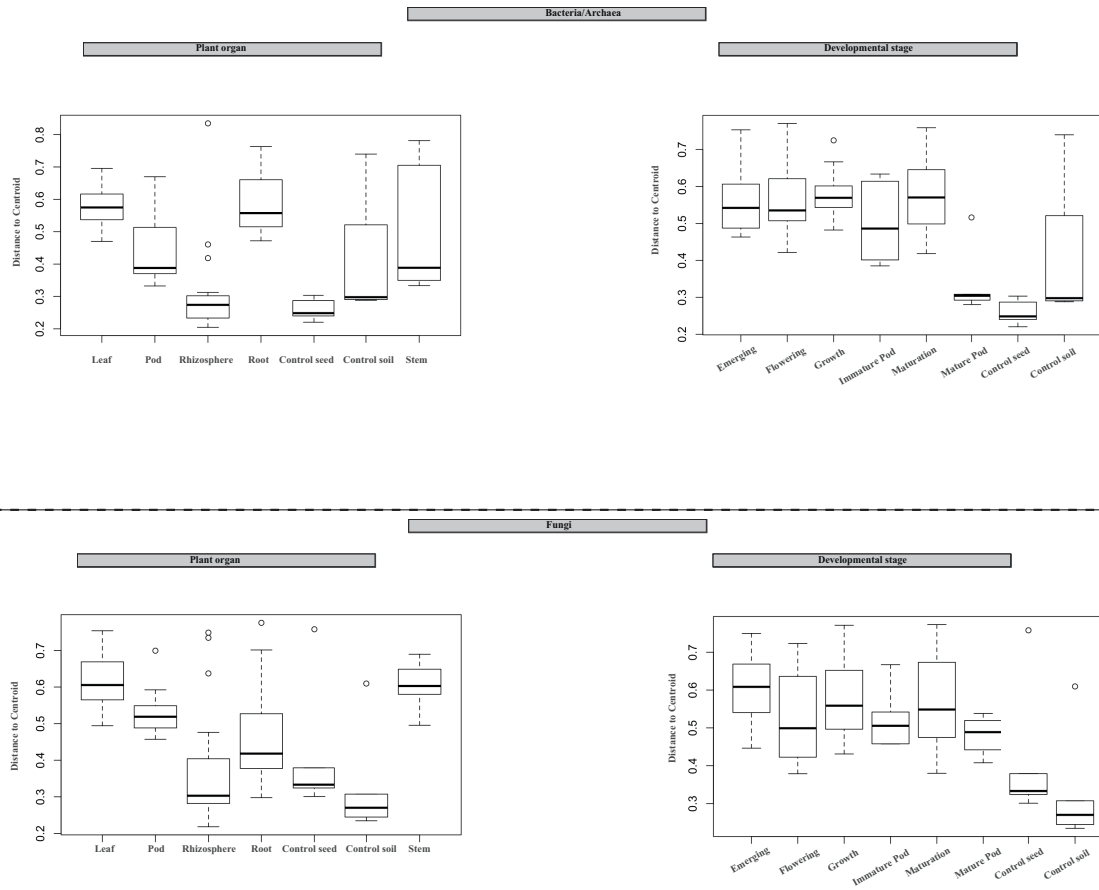 Bacteria/Archaea
Plant organ
Developmental stage
Distance to Centroid
0.2 0.3 0.4 0.5 0.6 0.7 0.8
Leaf Pod Rhizosphere Root Control seed Control soil Stem
Distance to Centroid
0.2 0.3 0.4 0.5 0.6 0.7
Emerging Flowering Growth Immature Pod Maturation Mature Pod Control seed Control soil
Fungi
Plant organ
Developmental stage
Distance to Centroid
0.2 0.3 0.4 0.5 0.6 0.7
Leaf Pod Rhizosphere Root Control seed Control soil Stem
Distance to Centroid
0.3 0.4 0.5 0.6 0.7
Emerging Flowering Growth Immature Pod Maturation Mature Pod Control seed Control soil